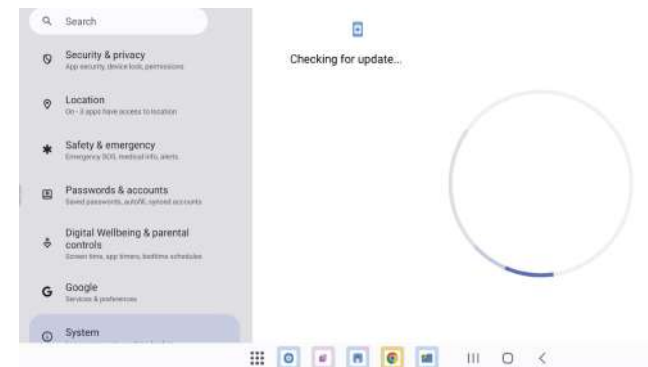 Search
Security & privacy
App security, device lock, permissions
Location
On - 3 apps have access to location
Safety & emergency
Emergency SOS, medical info, alerts
Passwords & accounts
Saved passwords, autofill, synced accounts
Digital Wellbeing & parental
controls
Screen time, app timers, bedtime schedules
Google
Services & preferences
System
Checking for update...